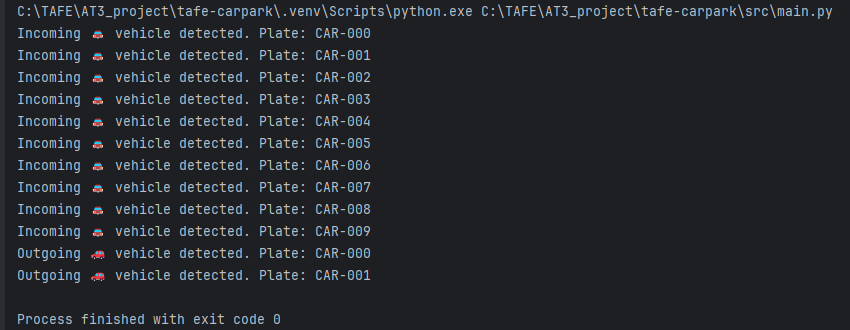 C:\TAFE\AT3_project\tafe-carpark\.venv\Scripts\python.exe C:\TAFE\AT3_project\tafe-carpark\src\main.py
Incoming 🚘 vehicle detected. Plate: CAR-000
Incoming 🚘 vehicle detected. Plate: CAR-001
Incoming 🚘 vehicle detected. Plate: CAR-002
Incoming 🚘 vehicle detected. Plate: CAR-003
Incoming 🚘 vehicle detected. Plate: CAR-004
Incoming 🚘 vehicle detected. Plate: CAR-005
Incoming 🚘 vehicle detected. Plate: CAR-006
Incoming 🚘 vehicle detected. Plate: CAR-007
Incoming 🚘 vehicle detected. Plate: CAR-008
Incoming 🚘 vehicle detected. Plate: CAR-009
Outgoing 🚗 vehicle detected. Plate: CAR-000
Outgoing 🚗 vehicle detected. Plate: CAR-001
Process finished with exit code 0